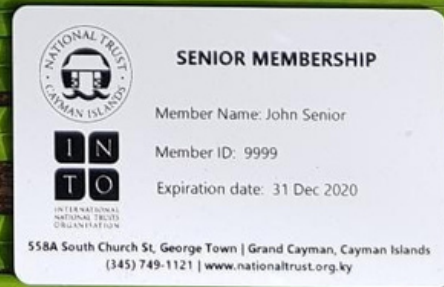 NATIONAL TRUST
CAYMAN ISLANDS
SENIOR MEMBERSHIP
Member Name: John Senior
IN
Member ID: 9999
TO
Expiration date: 31 Dec 2020
INTERNATIONAL
NATIONAL TRUSTS
ORGANISATION
558A South Church St, George Town | Grand Cayman, Cayman Islands
(345) 749-1121 | www.nationaltrust.org.ky